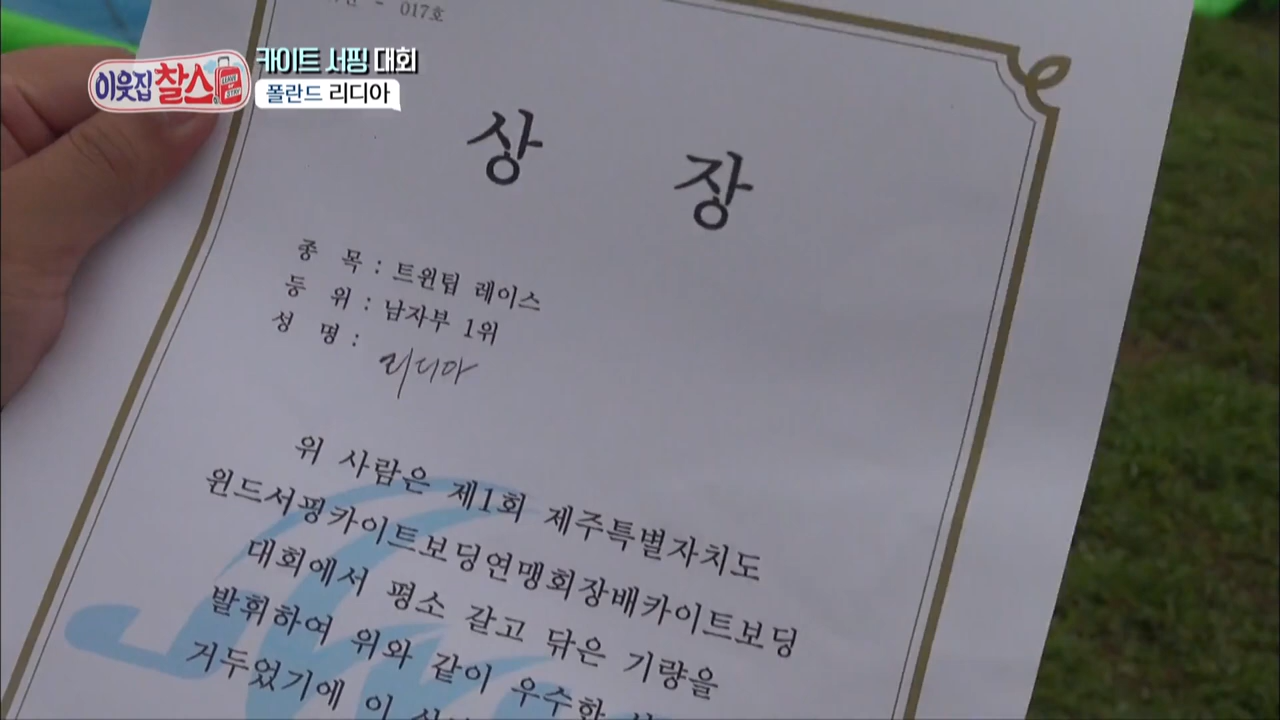 017호
이웃집 찰스
카이트 서핑 대회
폴란드 리디아
상 장
종 목 : 트윈팁 레이스
등 위 : 남자부 1위
성 명 :
리디아
위 사람은 제1회 제주특별자치도
윈드서핑카이트보딩연맹회장배카이트보딩
대회에서 평소 갈고 닦은 기량을
발휘하여 위와 같이 우수한
거두었기에 이